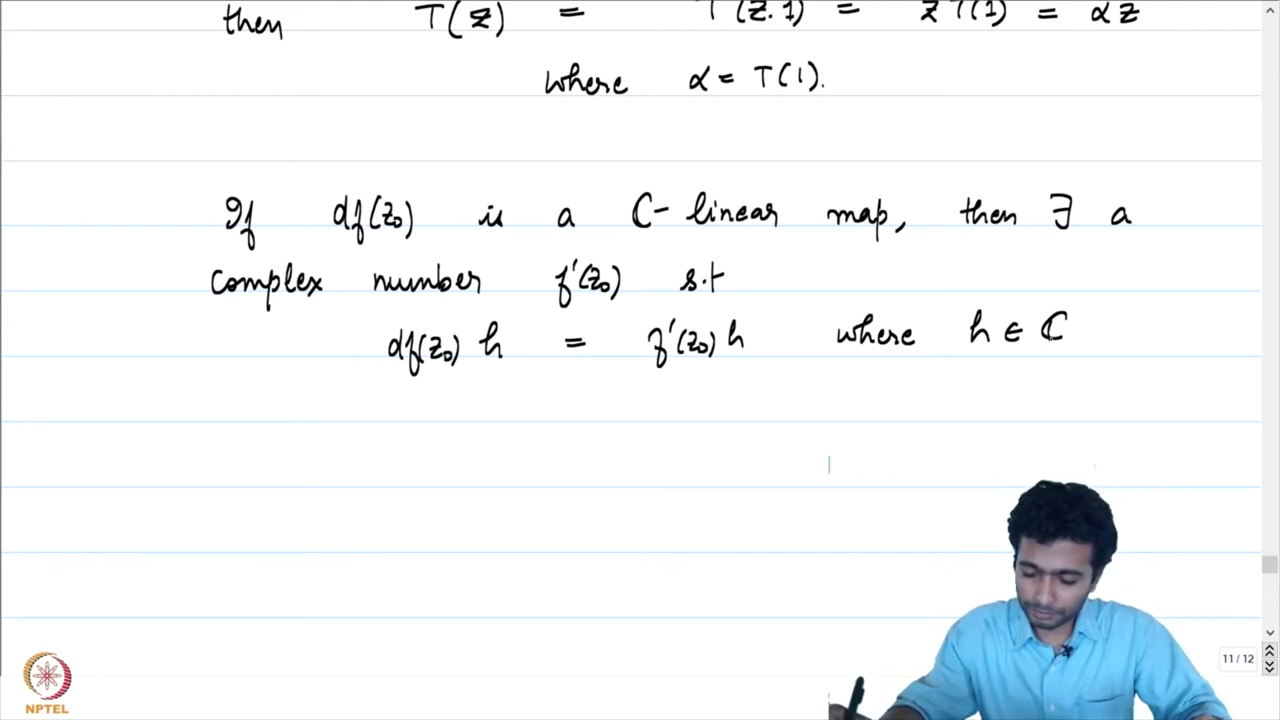 then T(z) = T(z.1) = z T(1) = αz
where α = T(1).
If df(z₀) is a ℂ-linear map, then ∃ a
complex number f'(z₀) s.t
df(z₀) h = f'(z₀) h where h ∈ ℂ
11 / 12
NPTEL